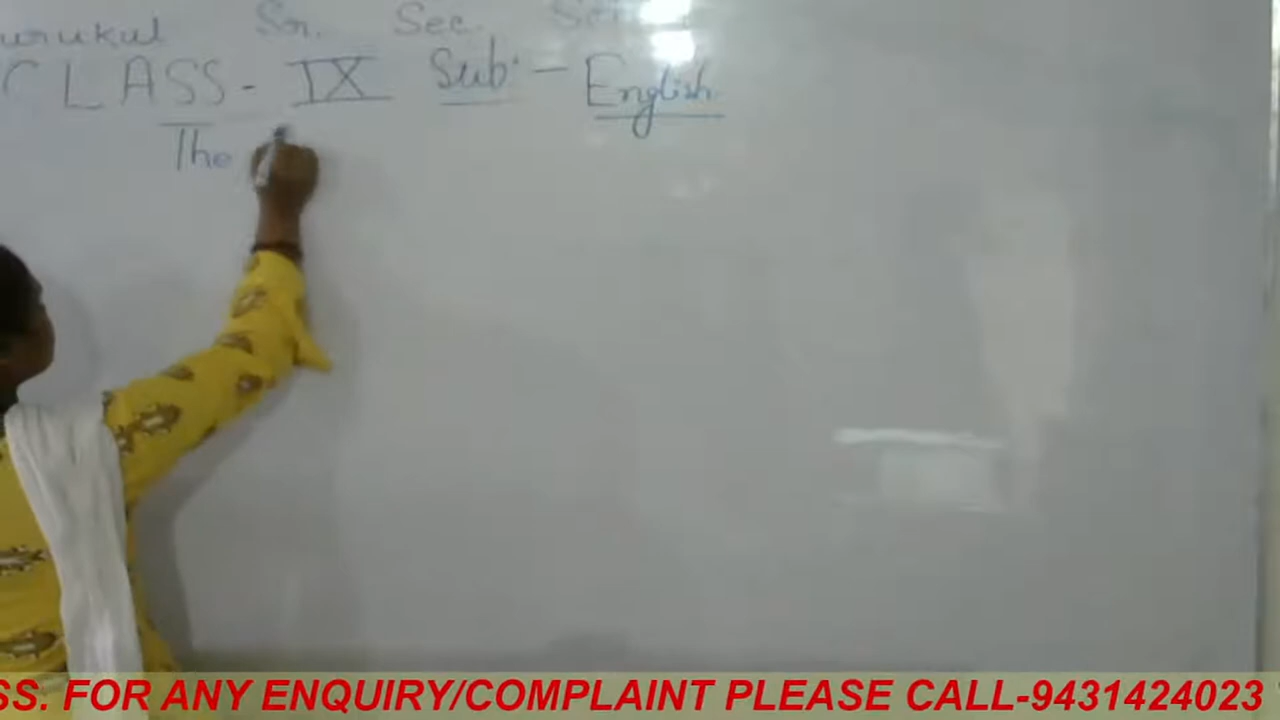 Sr. Sec.
CLASS - IX Sub - English
The
SS. FOR ANY ENQUIRY/COMPLAINT PLEASE CALL-9431424023